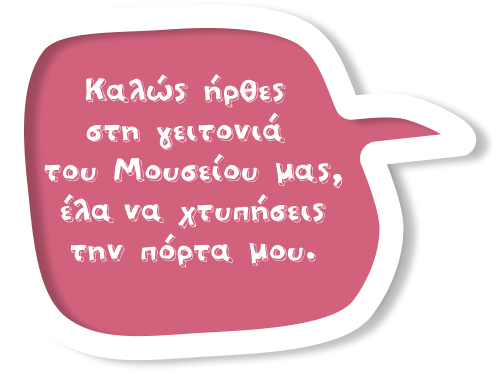 Καλώς ήρθες
στη γειτονιά
του Μουσείου μας,
έλα να χτυπήσεις
την πόρτα μου.